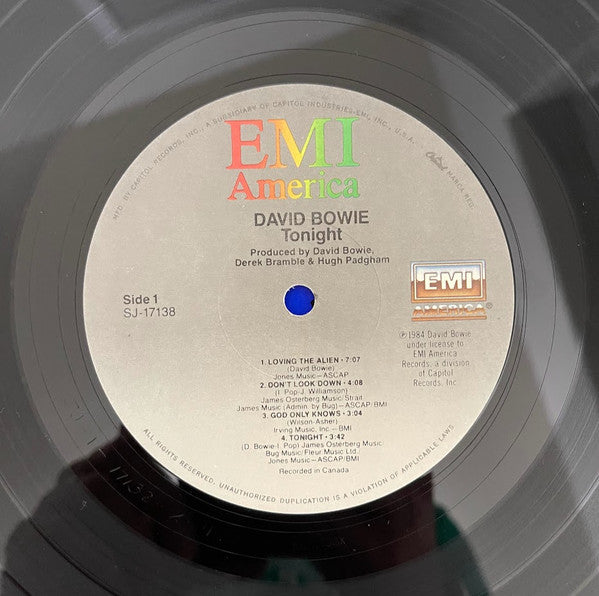 MFD. BY CAPITOL RECORDS, INC., A SUBSIDIARY OF CAPITOL INDUSTRIES-EMI, INC., U.S.A.
Capitol MARCA REG.
EMI
America
DAVID BOWIE
Tonight
Produced by David Bowie,
Derek Bramble & Hugh Padgham
Side 1
SJ-17138
EMI
AMERICA®
℗1984 David Bowie
under license to
EMI America
Records, a division
of Capitol
Records, Inc.
1. LOVING THE ALIEN • 7:07
(David Bowie)
Jones Music—ASCAP
2. DON'T LOOK DOWN • 4:08
(I. Pop-J. Williamson)
James Osterberg Music/Strait
James Music (Admin. by Bug)—ASCAP/BMI
3. GOD ONLY KNOWS • 3:04
(Wilson-Asher)
Irving Music, Inc.—BMI
4. TONIGHT • 3:42
(D. Bowie-I. Pop) James Osterberg Music
Bug Music/Fleur Music Ltd.
Jones Music—ASCAP/BMI
Recorded in Canada
ALL RIGHTS RESERVED. UNAUTHORIZED DUPLICATION IS A VIOLATION OF APPLICABLE LAWS